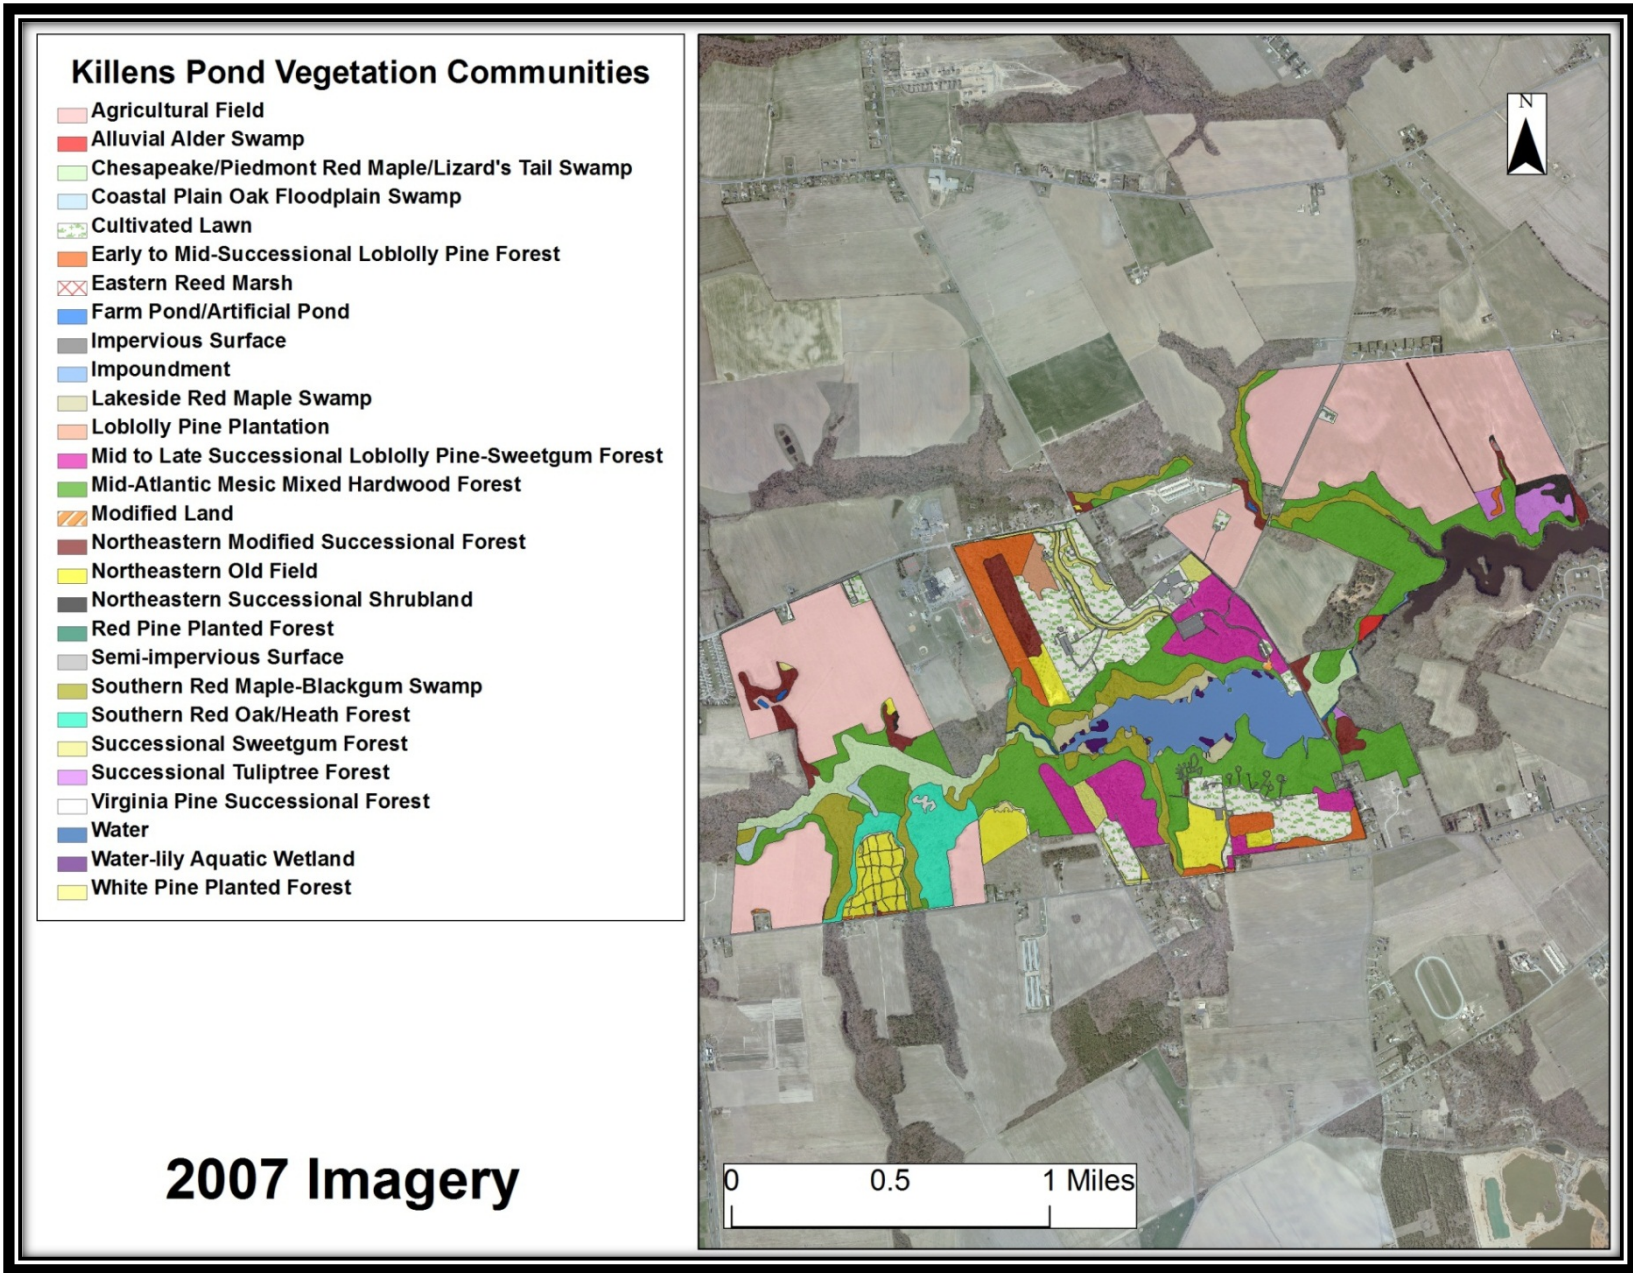 Killens Pond Vegetation Communities
Agricultural Field
Alluvial Alder Swamp
Chesapeake/Piedmont Red Maple/Lizard's Tail Swamp
Coastal Plain Oak Floodplain Swamp
Cultivated Lawn
Early to Mid-Successional Loblolly Pine Forest
Eastern Reed Marsh
Farm Pond/Artificial Pond
Impervious Surface
Impoundment
Lakeside Red Maple Swamp
Loblolly Pine Plantation
Mid to Late Successional Loblolly Pine-Sweetgum Forest
Mid-Atlantic Mesic Mixed Hardwood Forest
Modified Land
Northeastern Modified Successional Forest
Northeastern Old Field
Northeastern Successional Shrubland
Red Pine Planted Forest
Semi-impervious Surface
Southern Red Maple-Blackgum Swamp
Southern Red Oak/Heath Forest
Successional Sweetgum Forest
Successional Tuliptree Forest
Virginia Pine Successional Forest
Water
Water-lily Aquatic Wetland
White Pine Planted Forest
2007 Imagery
N
0 0.5 1 Miles